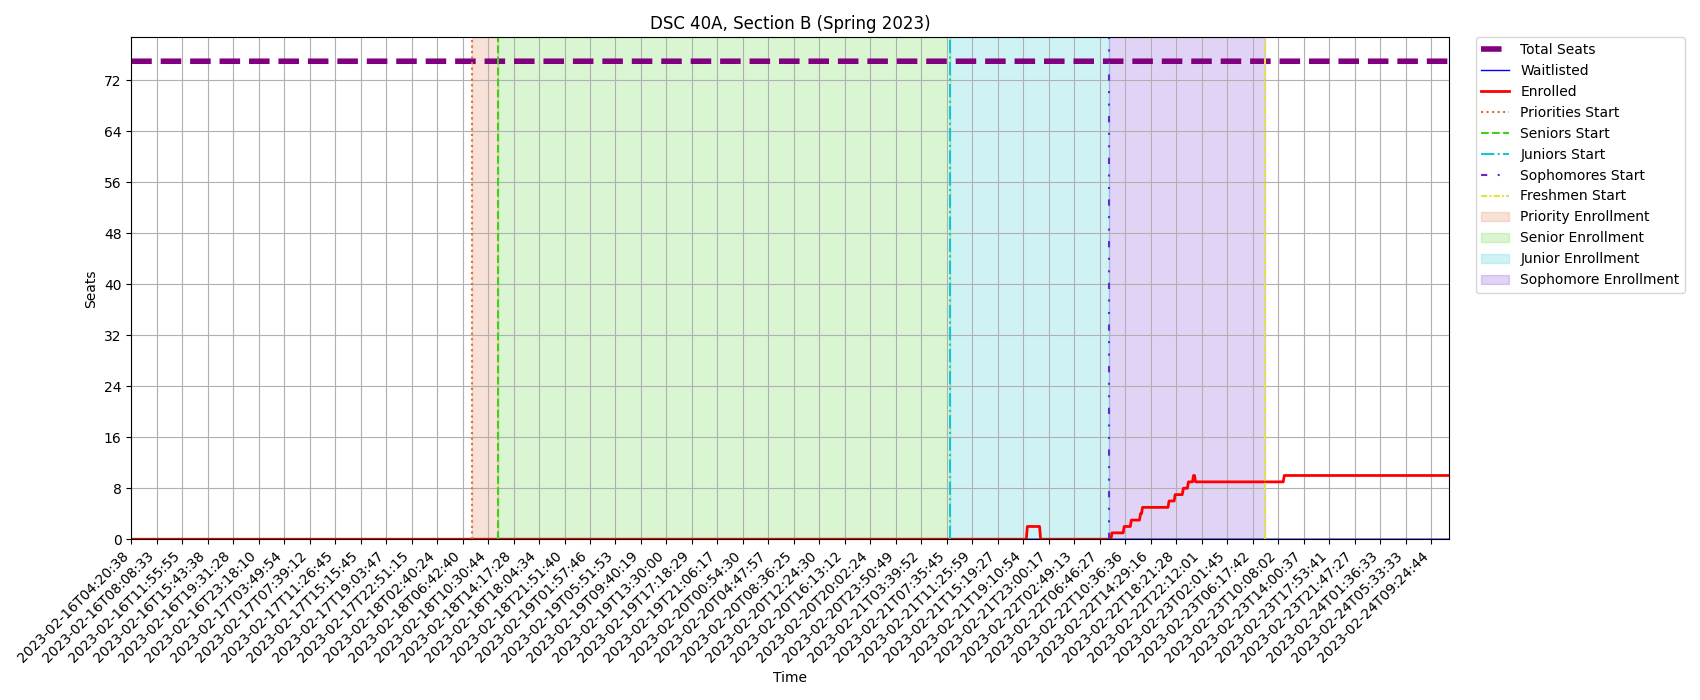 DSC 40A, Section B (Spring 2023)
Total Seats
Waitlisted
Enrolled
Priorities Start
Seniors Start
Juniors Start
Sophomores Start
Freshmen Start
Priority Enrollment
Senior Enrollment
Junior Enrollment
Sophomore Enrollment
Seats
72
64
56
48
40
32
24
16
8
0
2023-02-16T04:20:38
2023-02-16T08:08:33
2023-02-16T11:55:55
2023-02-16T15:43:38
2023-02-16T19:31:28
2023-02-16T23:18:10
2023-02-17T03:49:54
2023-02-17T07:39:12
2023-02-17T11:26:45
2023-02-17T15:15:45
2023-02-17T19:03:47
2023-02-17T22:51:15
2023-02-18T02:40:24
2023-02-18T06:42:40
2023-02-18T10:30:44
2023-02-18T14:17:28
2023-02-18T18:04:34
2023-02-18T21:51:40
2023-02-19T01:57:46
2023-02-19T05:51:53
2023-02-19T09:40:19
2023-02-19T13:30:00
2023-02-19T17:18:29
2023-02-19T21:06:17
2023-02-20T00:54:30
2023-02-20T04:47:57
2023-02-20T08:36:25
2023-02-20T12:24:30
2023-02-20T16:13:12
2023-02-20T20:02:24
2023-02-20T23:50:49
2023-02-21T03:39:52
2023-02-21T07:35:45
2023-02-21T11:25:59
2023-02-21T15:19:27
2023-02-21T19:10:54
2023-02-21T23:00:17
2023-02-22T02:49:13
2023-02-22T06:46:27
2023-02-22T10:36:36
2023-02-22T14:29:16
2023-02-22T18:21:28
2023-02-22T22:12:01
2023-02-23T02:01:45
2023-02-23T06:17:42
2023-02-23T10:08:02
2023-02-23T14:00:37
2023-02-23T17:53:41
2023-02-23T21:47:27
2023-02-24T01:36:33
2023-02-24T05:33:33
2023-02-24T09:24:44
Time